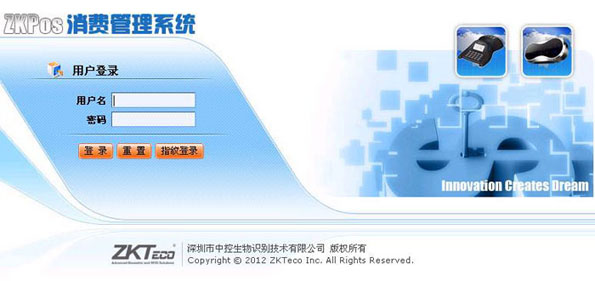 ZKPos 消费管理系统
用户登录
用户名
密码
登 录 重 置 指纹登录
Innovation Creates Dream
ZKTeco
深圳市中控生物识别技术有限公司 版权所有
Copyright © 2012 ZKTeco Inc. All Rights Reserved.